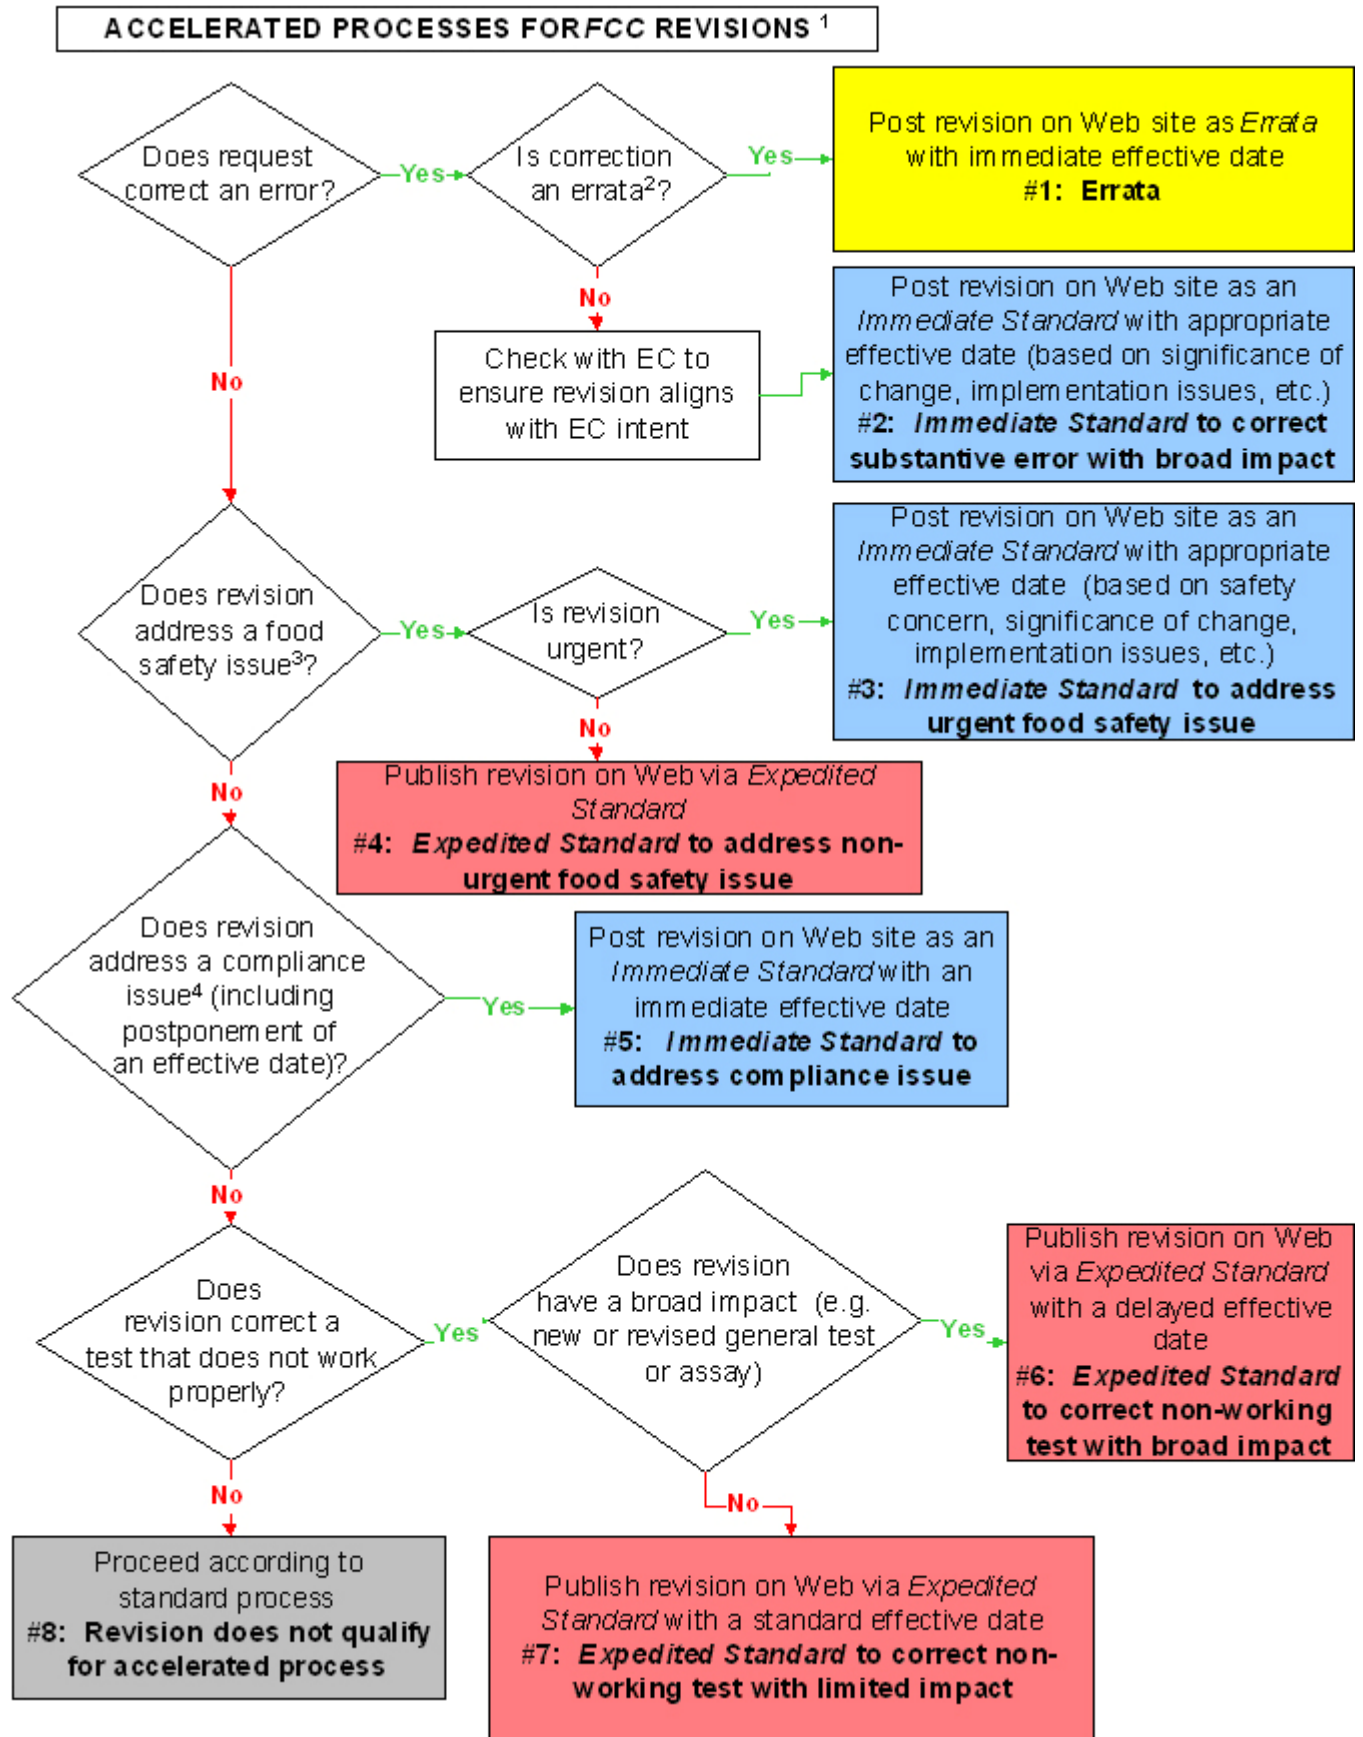 ACCELERATED PROCESSES FOR FCC REVISIONS 1
Does request
correct an error?
Yes
Is correction
an errata2?
Yes
Post revision on Web site as Errata
with immediate effective date
#1: Errata
No
No
Check with EC to
ensure revision aligns
with EC intent
Post revision on Web site as an
Immediate Standard with appropriate
effective date (based on significance of
change, implementation issues, etc.)
#2: Immediate Standard to correct
substantive error with broad impact
Does revision
address a food
safety issue3?
Yes
Is revision
urgent?
Yes
Post revision on Web site as an
Immediate Standard with appropriate
effective date (based on safety
concern, significance of change,
implementation issues, etc.)
#3: Immediate Standard to address
urgent food safety issue
No
No
Publish revision on Web via Expedited
Standard
#4: Expedited Standard to address non-
urgent food safety issue
Does revision
address a compliance
issue4 (including
postponement of
an effective date)?
Yes
Post revision on Web site as an
Immediate Standard with an
immediate effective date
#5: Immediate Standard to
address compliance issue
No
Does
revision correct a
test that does not work
properly?
Yes
Does revision
have a broad impact (e.g.
new or revised general test
or assay)
Yes
Publish revision on Web
via Expedited Standard
with a delayed effective
date
#6: Expedited Standard
to correct non-working
test with broad impact
No
No
Proceed according to
standard process
#8: Revision does not qualify
for accelerated process
Publish revision on Web via Expedited
Standard with a standard effective date
#7: Expedited Standard to correct non-
working test with limited impact